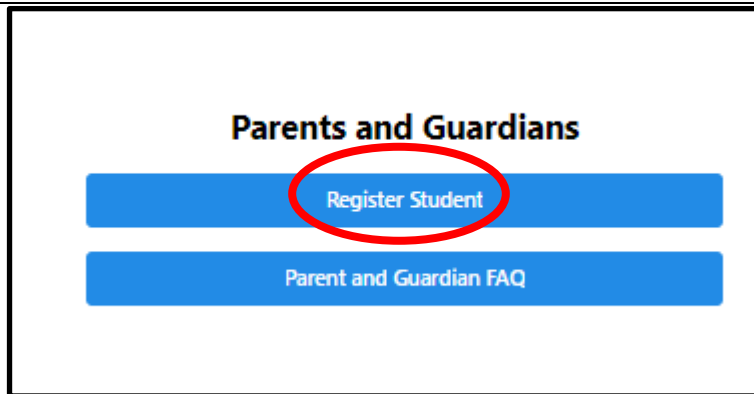 Parents and Guardians
Register Student
Parent and Guardian FAQ